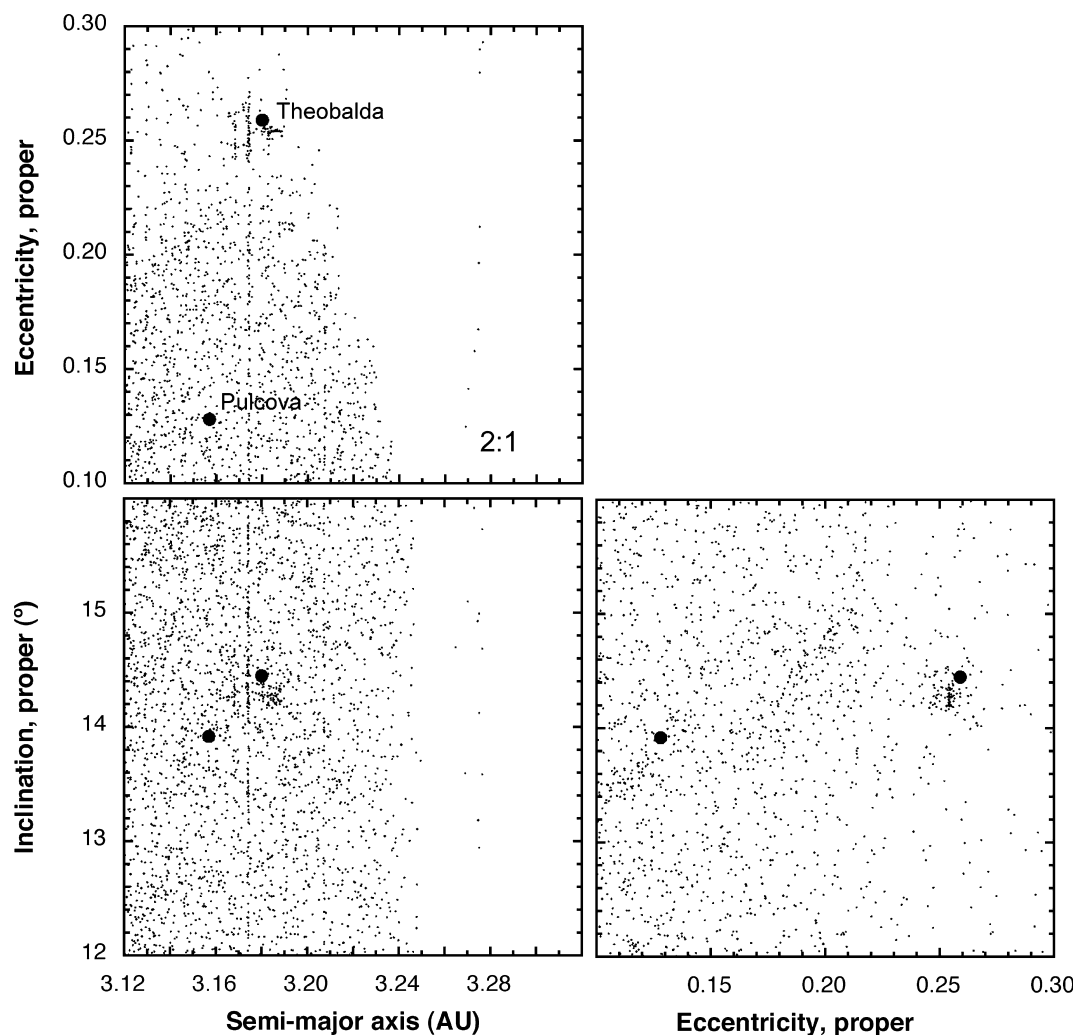 0.30
0.25
0.20
0.15
0.10
Eccentricity, proper
Theobalda
Pulcova
2:1
15
14
13
12
Inclination, proper (°)
3.12 3.16 3.20 3.24 3.28
Semi-major axis (AU)
0.15 0.20 0.25 0.30
Eccentricity, proper